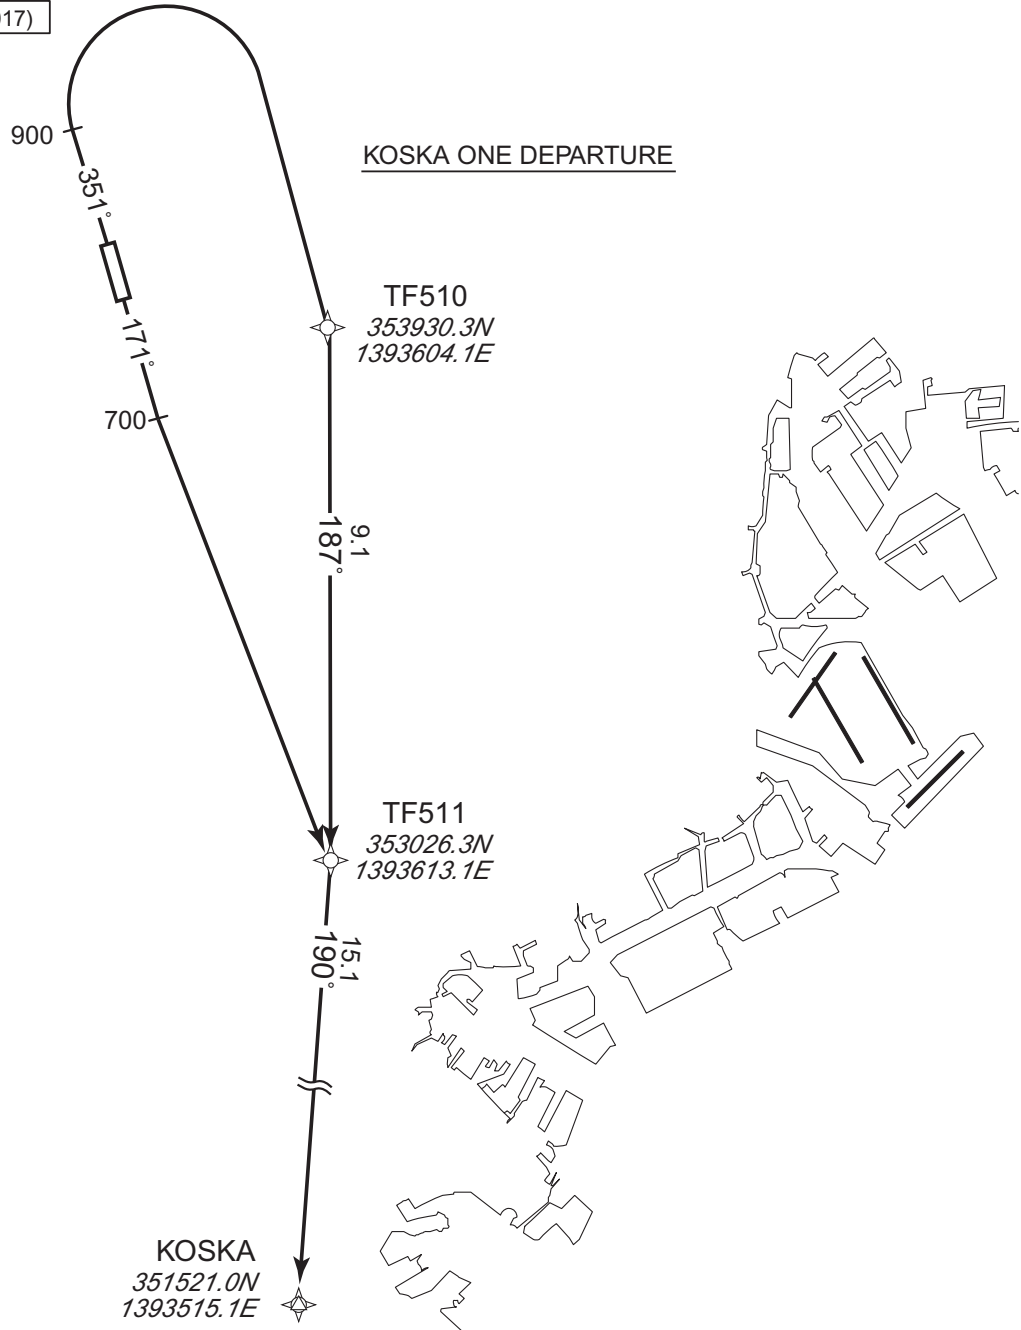 17)
900
KOSKA ONE DEPARTURE
351°
TF510
353930.3N
1393604.1E
171°
700
9.1
187°
TF511
353026.3N
1393613.1E
15.1
190°
KOSKA
351521.0N
1393515.1E